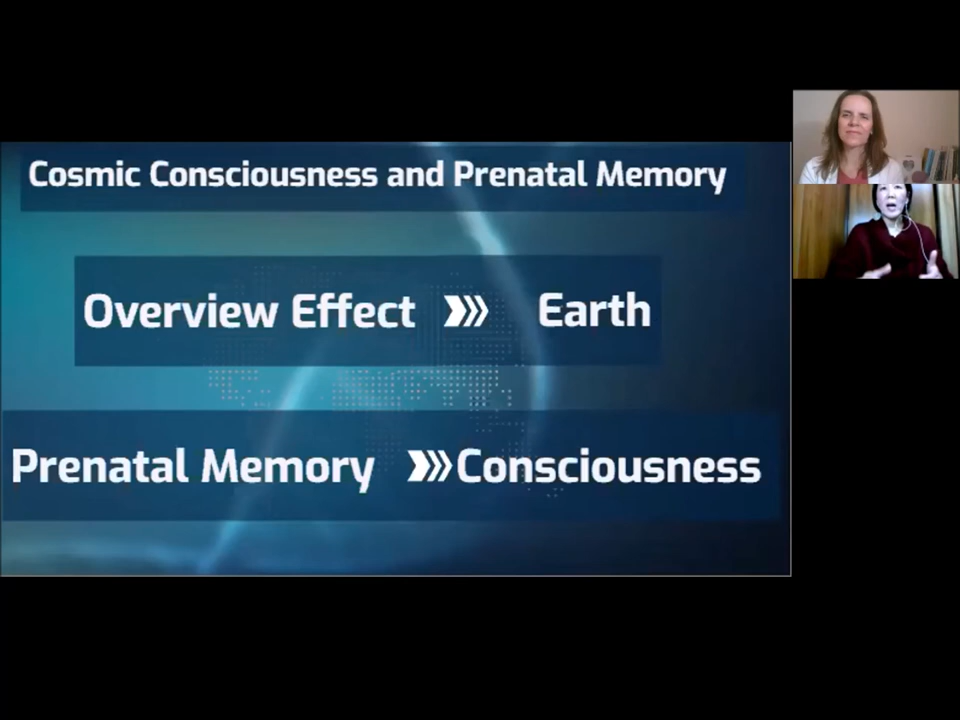 Cosmic Consciousness and Prenatal Memory
Overview Effect Earth
Prenatal Memory Consciousness